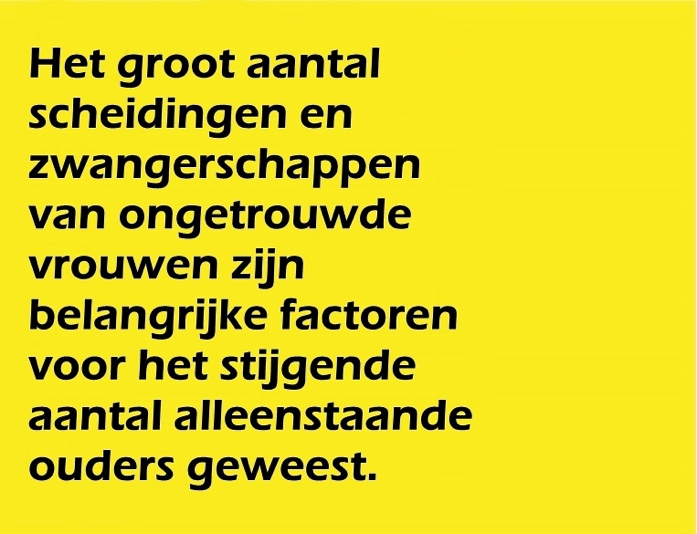 Het groot aantal
scheidingen en
zwangerschappen
van ongetrouwde
vrouwen zijn
belangrijke factoren
voor het stijgende
aantal alleenstaande
ouders geweest.